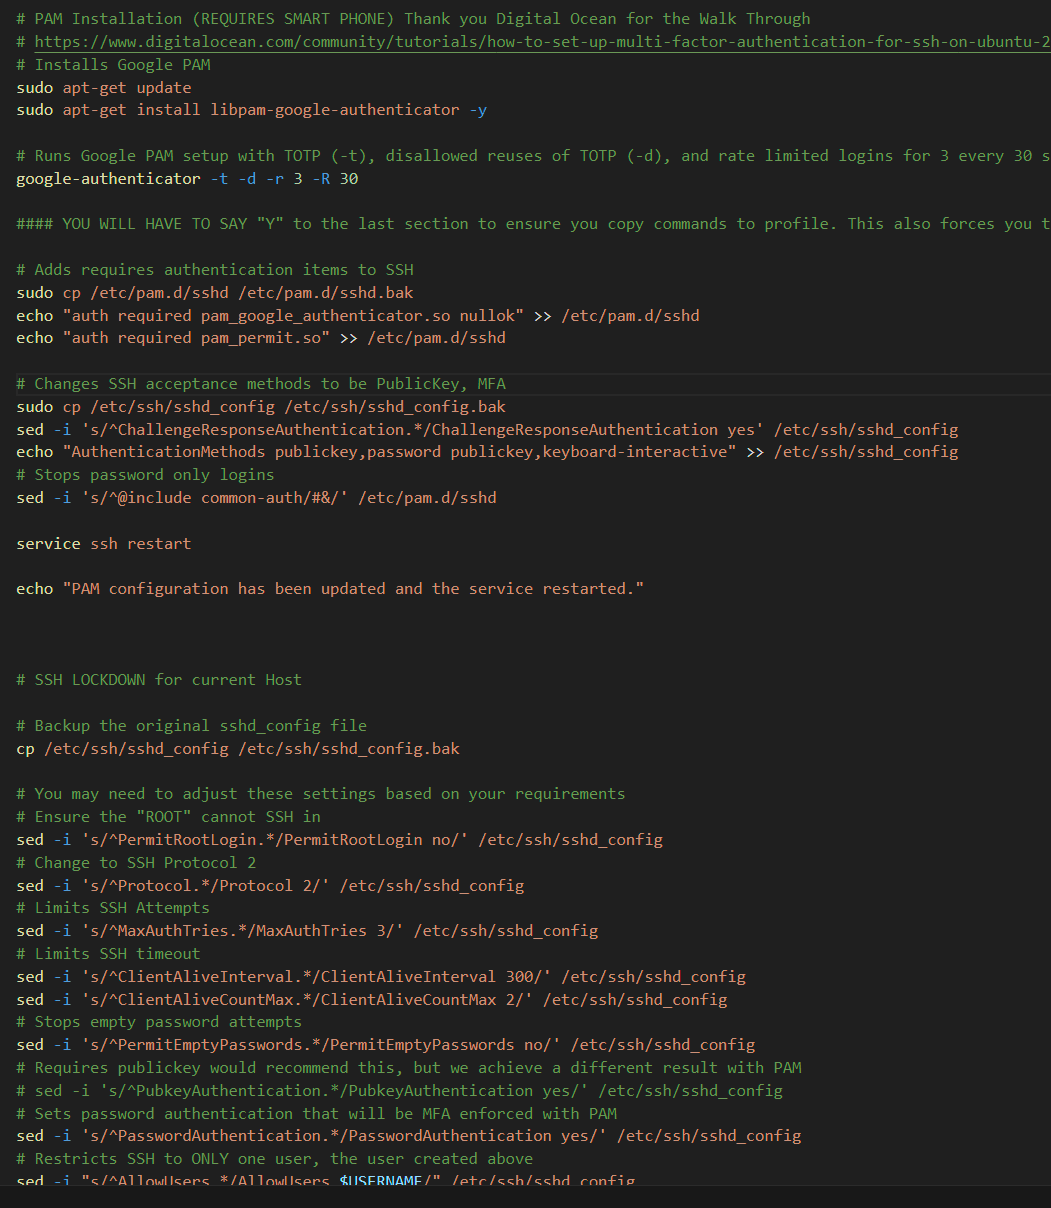 # PAM Installation (REQUIRES SMART PHONE) Thank you Digital Ocean for the Walk Through
# https://www.digitalocean.com/community/tutorials/how-to-set-up-multi-factor-authentication-for-ssh-on-ubuntu-2
# Installs Google PAM
sudo apt-get update
sudo apt-get install libpam-google-authenticator -y
# Runs Google PAM setup with TOTP (-t), disallowed reuses of TOTP (-d), and rate limited logins for 3 every 30 s
google-authenticator -t -d -r 3 -R 30
#### YOU WILL HAVE TO SAY "Y" to the last section to ensure you copy commands to profile. This also forces you t
# Adds requires authentication items to SSH
sudo cp /etc/pam.d/sshd /etc/pam.d/sshd.bak
echo "auth required pam_google_authenticator.so nullok" >> /etc/pam.d/sshd
echo "auth required pam_permit.so" >> /etc/pam.d/sshd
# Changes SSH acceptance methods to be PublicKey, MFA
sudo cp /etc/ssh/sshd_config /etc/ssh/sshd_config.bak
sed -i 's/^ChallengeResponseAuthentication.*/ChallengeResponseAuthentication yes' /etc/ssh/sshd_config
echo "AuthenticationMethods publickey,password publickey,keyboard-interactive" >> /etc/ssh/sshd_config
# Stops password only logins
sed -i 's/^@include common-auth/#&/' /etc/pam.d/sshd
service ssh restart
echo "PAM configuration has been updated and the service restarted."
# SSH LOCKDOWN for current Host
# Backup the original sshd_config file
cp /etc/ssh/sshd_config /etc/ssh/sshd_config.bak
# You may need to adjust these settings based on your requirements
# Ensure the "ROOT" cannot SSH in
sed -i 's/^PermitRootLogin.*/PermitRootLogin no/' /etc/ssh/sshd_config
# Change to SSH Protocol 2
sed -i 's/^Protocol.*/Protocol 2/' /etc/ssh/sshd_config
# Limits SSH Attempts
sed -i 's/^MaxAuthTries.*/MaxAuthTries 3/' /etc/ssh/sshd_config
# Limits SSH timeout
sed -i 's/^ClientAliveInterval.*/ClientAliveInterval 300/' /etc/ssh/sshd_config
sed -i 's/^ClientAliveCountMax.*/ClientAliveCountMax 2/' /etc/ssh/sshd_config
# Stops empty password attempts
sed -i 's/^PermitEmptyPasswords.*/PermitEmptyPasswords no/' /etc/ssh/sshd_config
# Requires publickey would recommend this, but we achieve a different result with PAM
# sed -i 's/^PubkeyAuthentication.*/PubkeyAuthentication yes/' /etc/ssh/sshd_config
# Sets password authentication that will be MFA enforced with PAM
sed -i 's/^PasswordAuthentication.*/PasswordAuthentication yes/' /etc/ssh/sshd_config
# Restricts SSH to ONLY one user, the user created above
sed -i "s/^AllowUsers.*/AllowUsers $USERNAME/" /etc/ssh/sshd_config